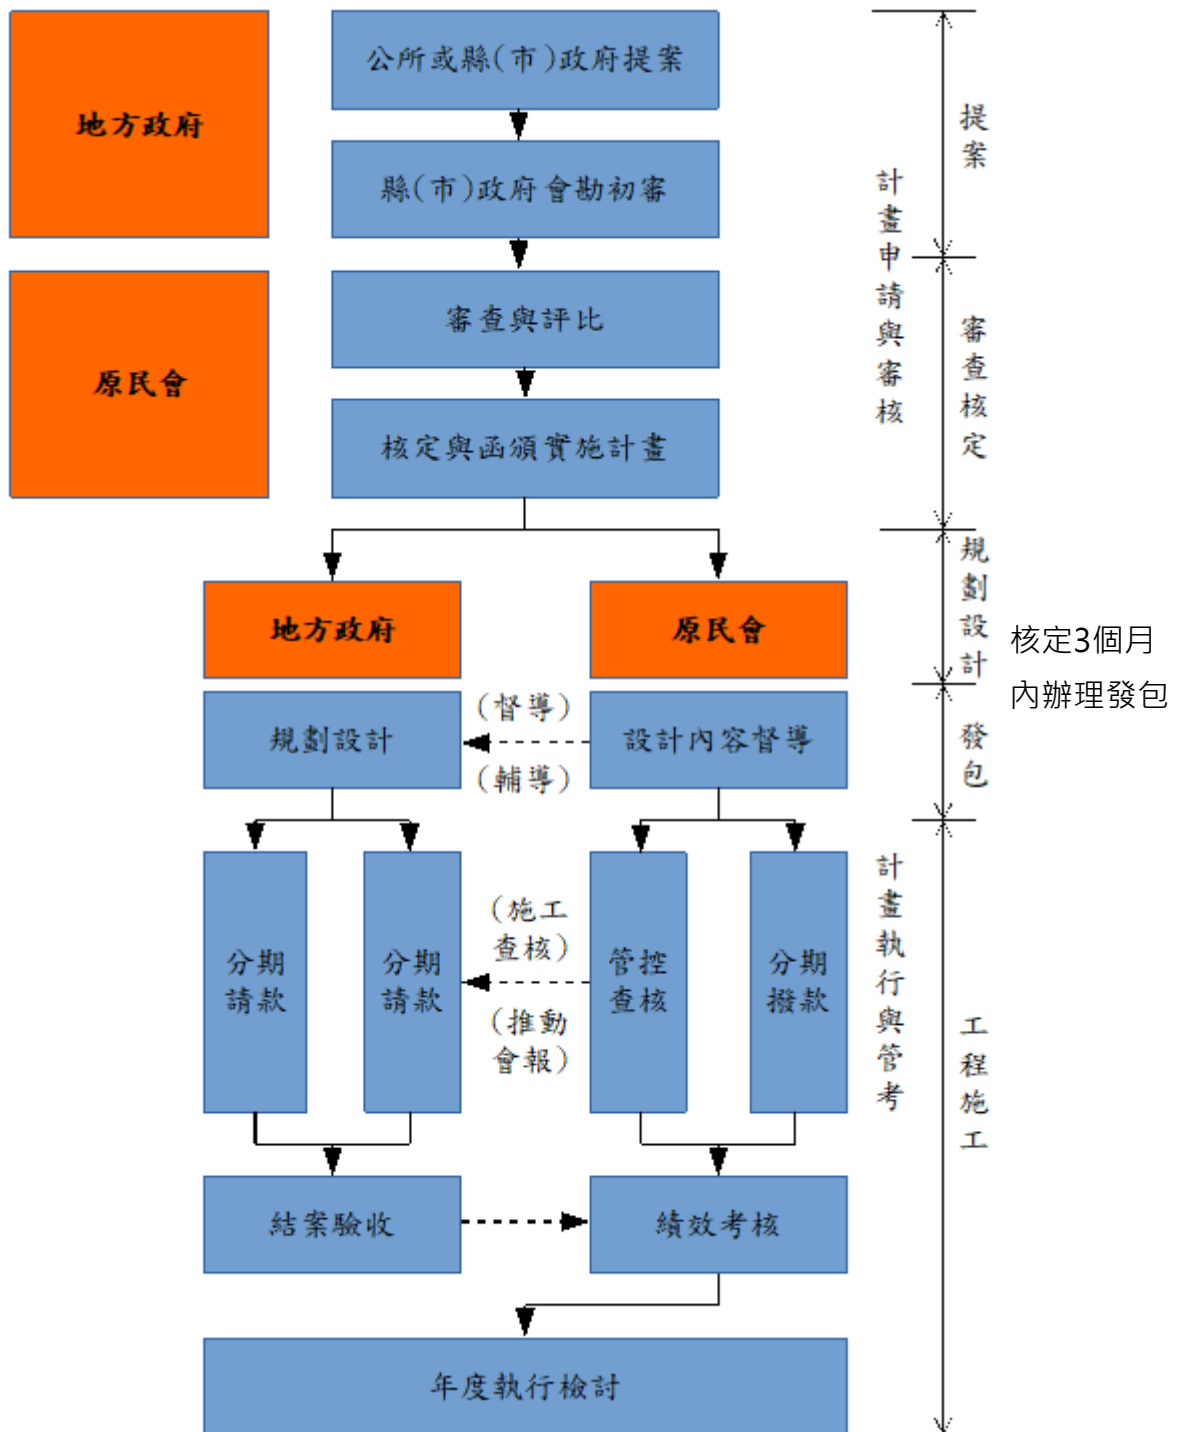 公所或縣(市)政府提案
地方政府
縣(市)政府會勘初審
提案
計畫申請與審核
原民會
審查與評比
核定與函頒實施計畫
審查核定
地方政府
原民會
規劃設計
核定3個月
內辦理發包
規劃設計
(督導)
(輔導)
設計內容督導
發包
分期
請款
分期
請款
(施工
查核)
(推動
會報)
管控
查核
分期
撥款
計畫執行與管考
工程施工
結案驗收
績效考核
年度執行檢討